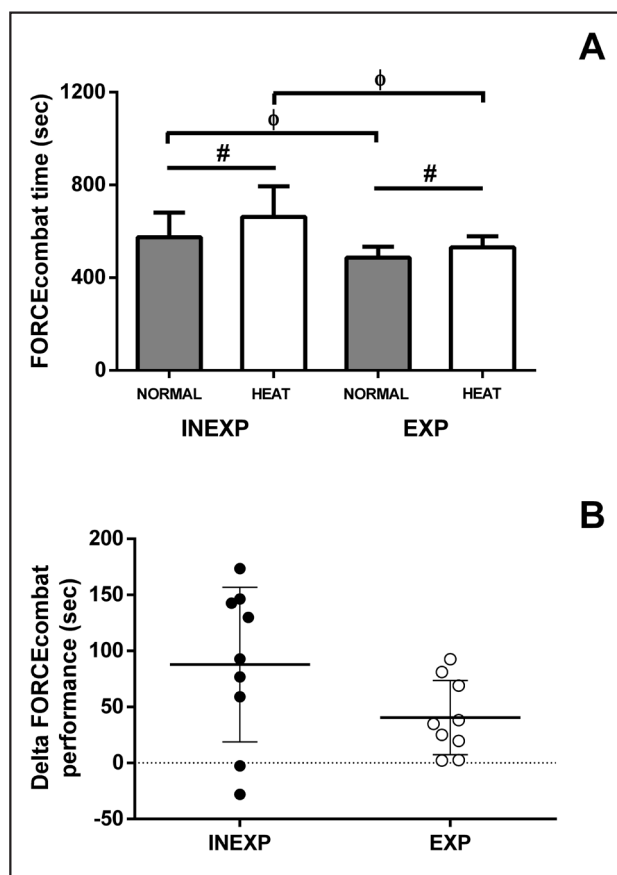 A
FORCEcombat time (sec)
1200
800
400
0
ϕ
ϕ
#
#
NORMAL HEAT NORMAL HEAT
INEXP EXP
B
Delta FORCEcombat
performance (sec)
200
150
100
50
0
-50
INEXP EXP